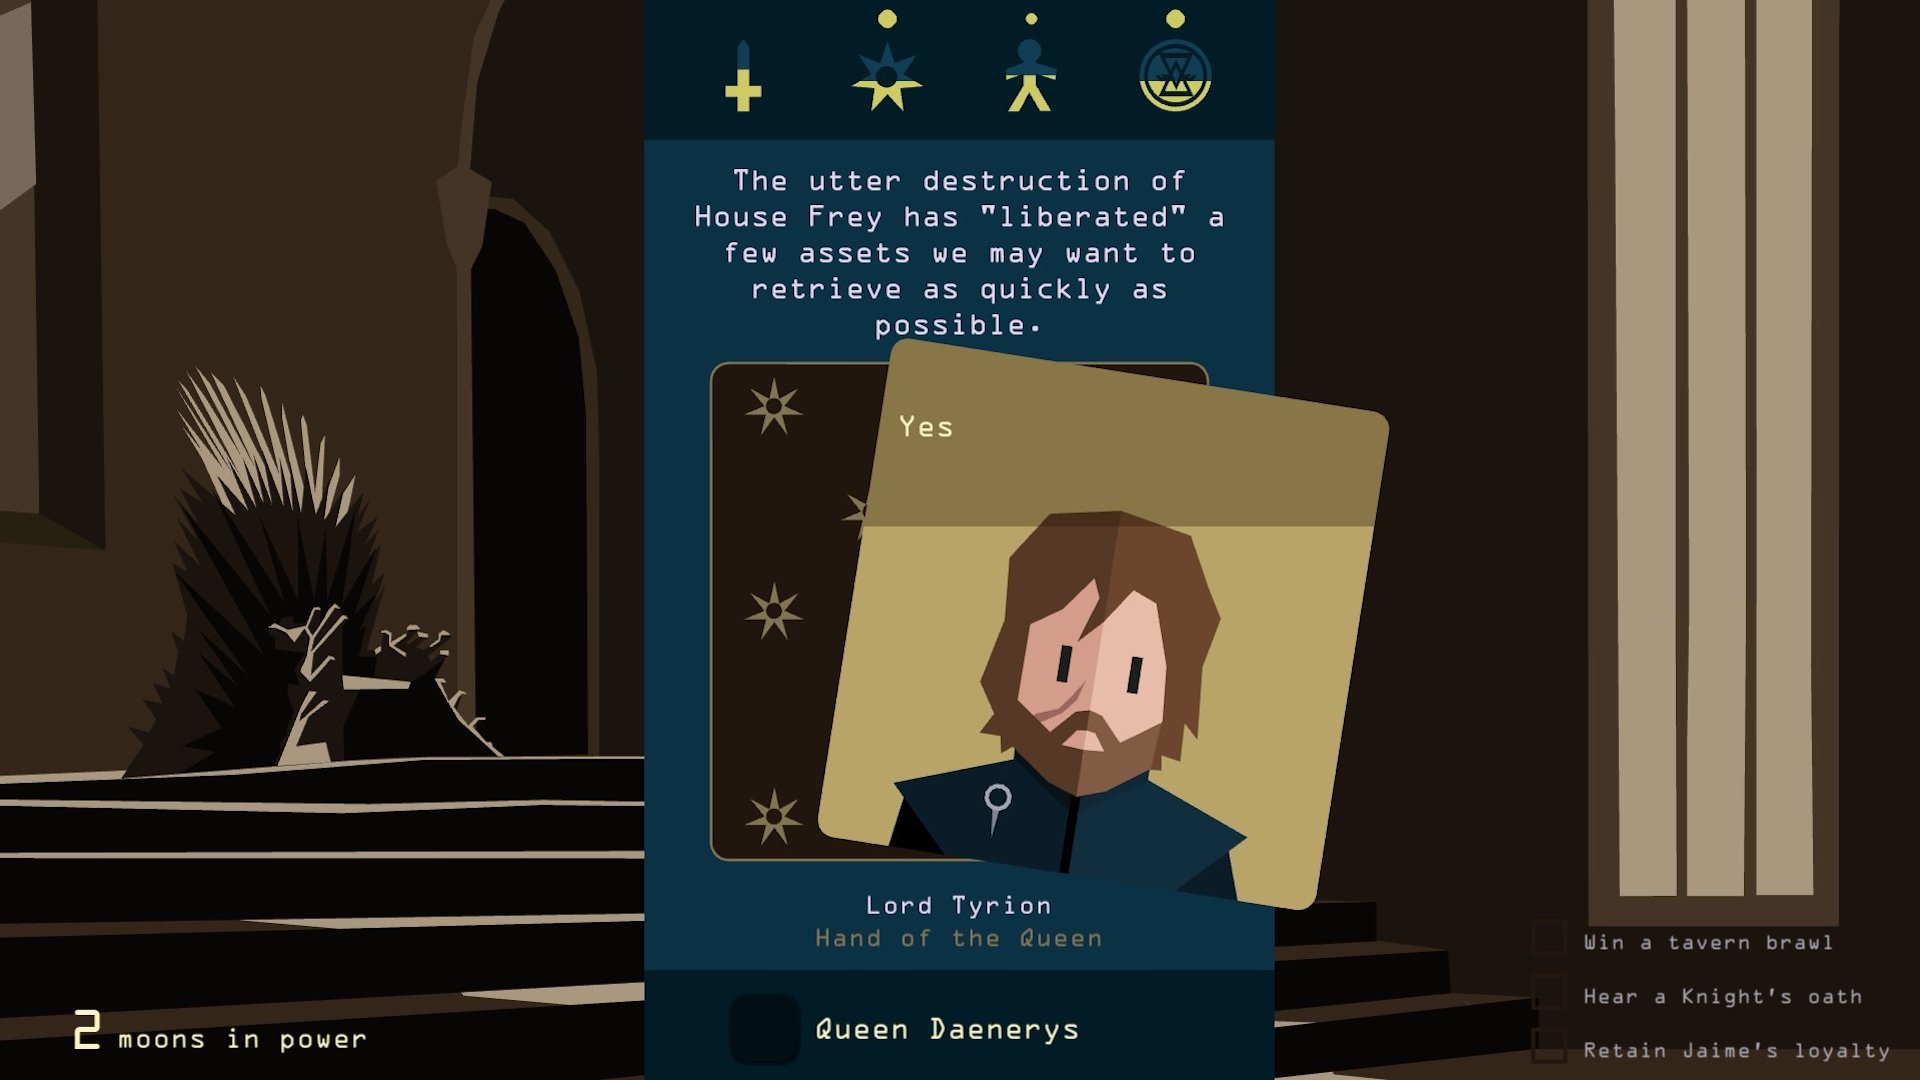 The utter destruction of
House Frey has "liberated" a
few assets we may want to
retrieve as quickly as
possible.
Yes
Lord Tyrion
Hand of the Queen
Queen Daenerys
2 moons in power
Win a tavern brawl
Hear a Knight's oath
Retain Jaime's loyalty